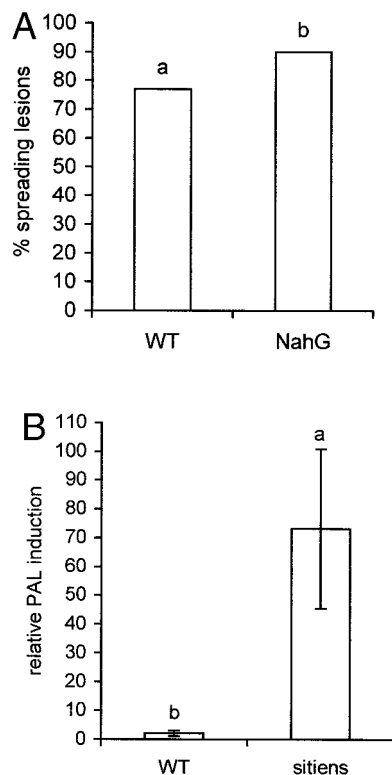 A
% spreading lesions
100
90
80
70
60
50
40
30
20
10
0
a
b
WT
NahG
B
relative PAL induction
110
100
90
80
70
60
50
40
30
20
10
0
b
a
WT
sitiens